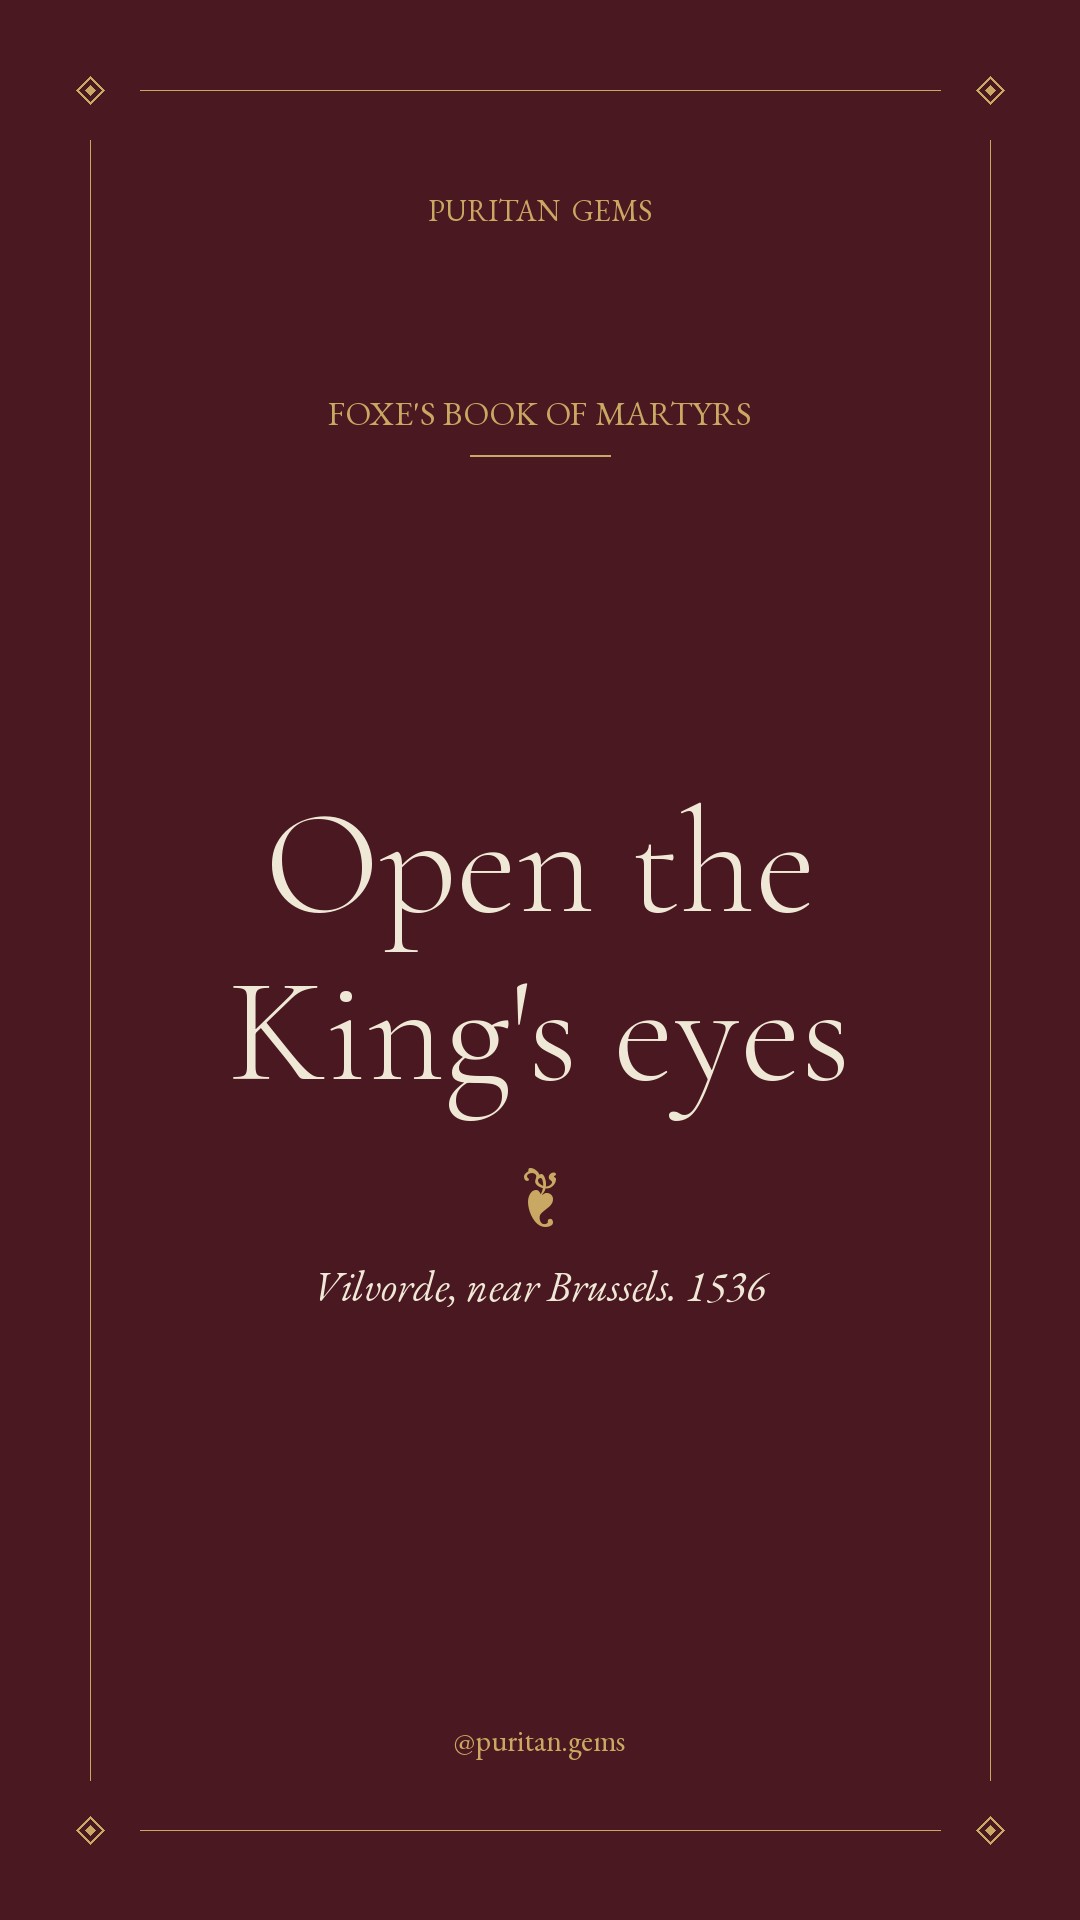 PURITAN GEMS
FOXE'S BOOK OF MARTYRS
Open the
King's eyes
Vilvorde, near Brussels. 1536
@puritan.gems